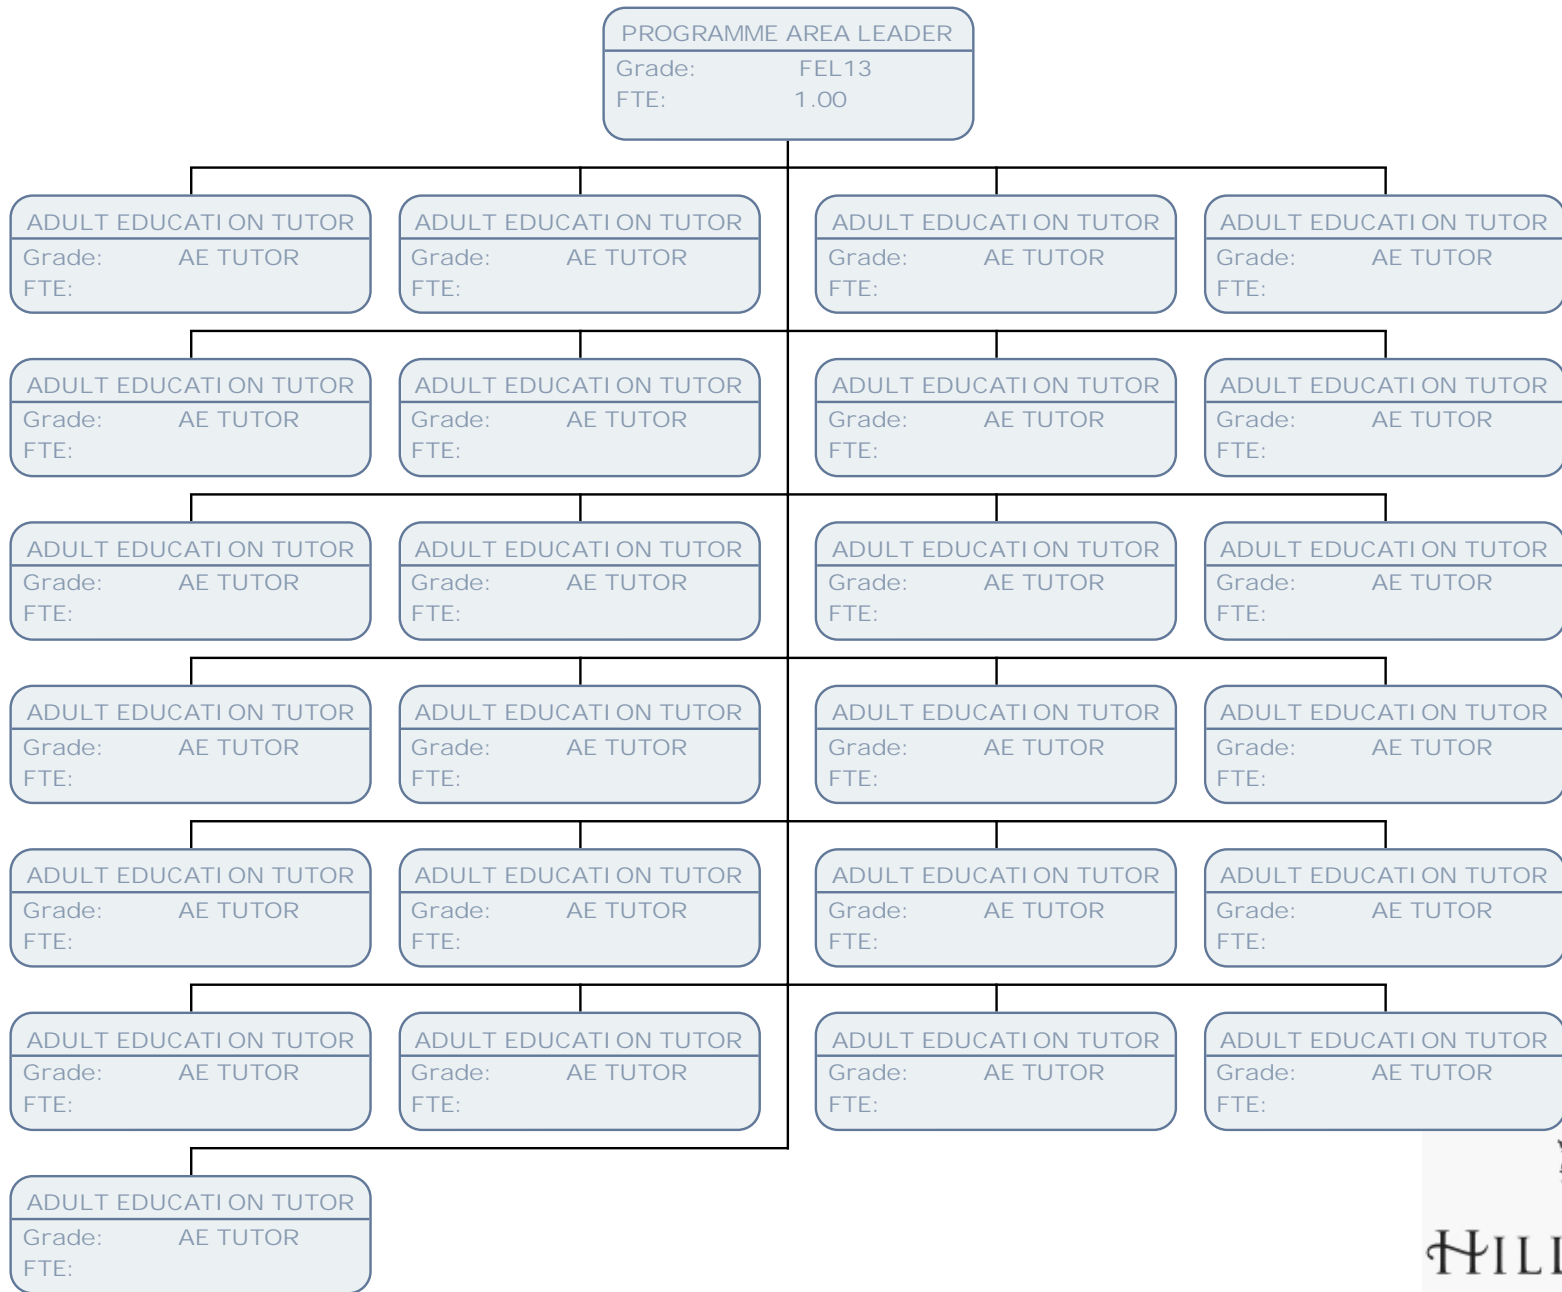 PROGRAMME AREA LEADER
Grade: FEL13
FTE: 1.00
ADULT EDUCATION TUTOR ADULT EDUCATION TUTOR ADULT EDUCATION TUTOR ADULT EDUCATION TUTOR
Grade: AE TUTOR Grade: AE TUTOR Grade: AE TUTOR Grade: AE TUTOR
FTE: FTE: FTE: FTE:
ADULT EDUCATION TUTOR ADULT EDUCATION TUTOR ADULT EDUCATION TUTOR ADULT EDUCATION TUTOR
Grade: AE TUTOR Grade: AE TUTOR Grade: AE TUTOR Grade: AE TUTOR
FTE: FTE: FTE: FTE:
ADULT EDUCATION TUTOR ADULT EDUCATION TUTOR ADULT EDUCATION TUTOR ADULT EDUCATION TUTOR
Grade: AE TUTOR Grade: AE TUTOR Grade: AE TUTOR Grade: AE TUTOR
FTE: FTE: FTE: FTE:
ADULT EDUCATION TUTOR ADULT EDUCATION TUTOR ADULT EDUCATION TUTOR ADULT EDUCATION TUTOR
Grade: AE TUTOR Grade: AE TUTOR Grade: AE TUTOR Grade: AE TUTOR
FTE: FTE: FTE: FTE:
ADULT EDUCATION TUTOR ADULT EDUCATION TUTOR ADULT EDUCATION TUTOR ADULT EDUCATION TUTOR
Grade: AE TUTOR Grade: AE TUTOR Grade: AE TUTOR Grade: AE TUTOR
FTE: FTE: FTE: FTE:
ADULT EDUCATION TUTOR ADULT EDUCATION TUTOR ADULT EDUCATION TUTOR ADULT EDUCATION TUTOR
Grade: AE TUTOR Grade: AE TUTOR Grade: AE TUTOR Grade: AE TUTOR
FTE: FTE: FTE: FTE:
ADULT EDUCATION TUTOR
Grade: AE TUTOR
FTE: